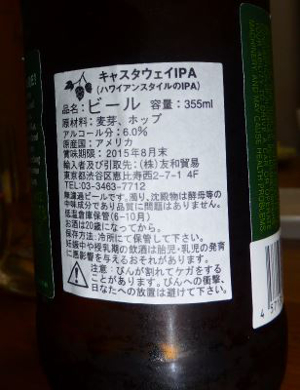 キャスタウェイIPA
(ハワイアンスタイルのIPA)
品名:ビール 容量:355ml
原材料:麦芽、ホップ
アルコール分:6.0%
原産国:アメリカ
賞味期限:2015年8月末
輸入者及び引取先:(株)友和貿易
東京都渋谷区恵比寿西2-7-1 4F
TEL:03-3463-7712
無濾過ビールです。濁り、沈殿物は酵母等の
中味成分であり品質に問題はありません。
低温倉庫保管(6-10月)
お酒は20歳になってから。
保存方法:冷所にて保管して下さい。
妊娠中や授乳期の飲酒は胎児・乳児の発育
に悪影響を与えるおそれがあります。
注意:びんが割れてケガをする
ことがあります。びんへの衝撃、
日なたへの放置は避けて下さい。
HEALTH PROBLEMS